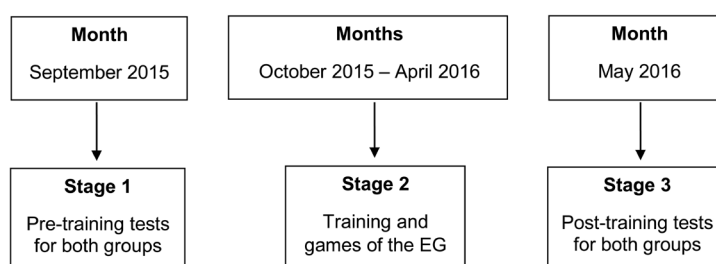 Month
September 2015
Months
October 2015 – April 2016
Month
May 2016
Stage 1
Pre-training tests
for both groups
Stage 2
Training and
games of the EG
Stage 3
Post-training tests
for both groups